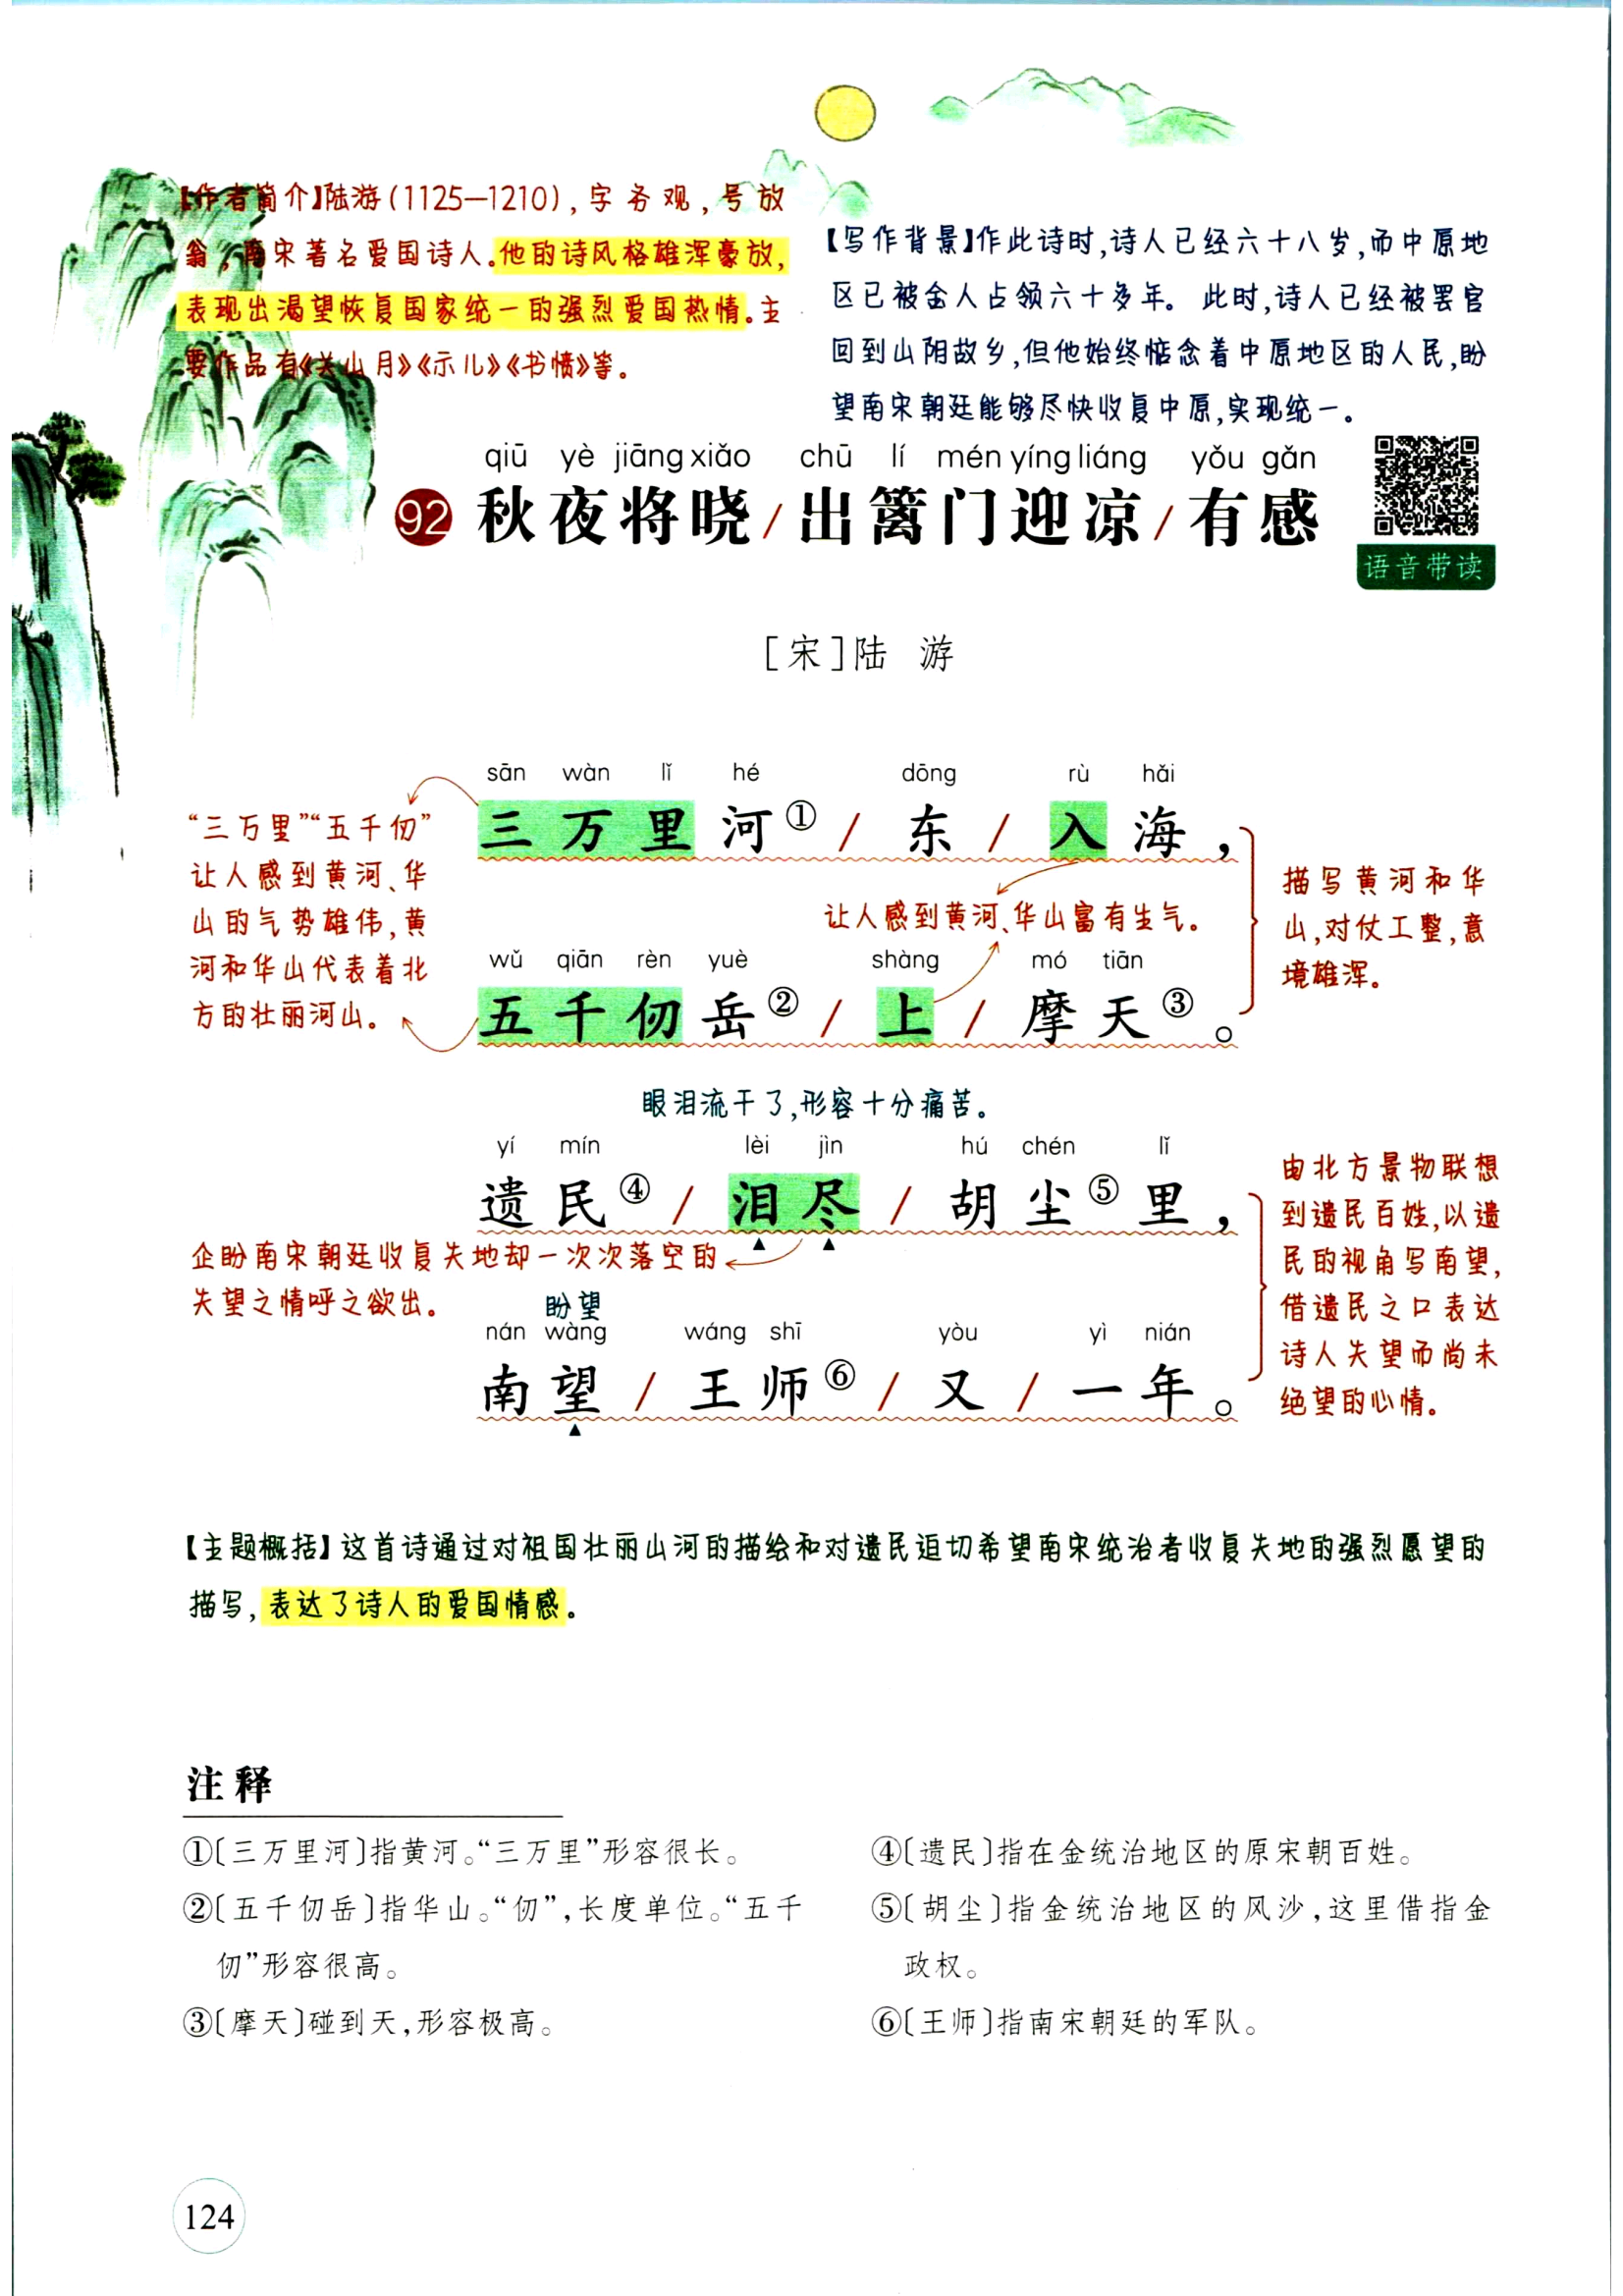 【作者简介】陆游(1125—1210),字务观,号放
翁,南宋著名爱国诗人。他的诗风格雄浑豪放,
表现出渴望恢复国家统一的强烈爱国热情。主
要作品有《关山月》《示儿》《书愤》等。
【写作背景】作此诗时,诗人已经六十八岁,而中原地
区已被金人占领六十多年。此时,诗人已经被罢官
回到山阴故乡,但他始终惦念着中原地区的人民,盼
望南宋朝廷能够尽快收复中原,实现统一。
qiū yè jiāng xiǎo chū lí mén yíng liáng yǒu gǎn
92 秋夜将晓/出篱门迎凉/有感
语音带读
[宋]陆 游
sān wàn lǐ hé dōng rù hǎi
三万里河①/东/入海,
“三万里”“五千仞”
让人感到黄河、华
山的气势雄伟,黄
河和华山代表着北
方的壮丽河山。
让人感到黄河、华山富有生气。
描写黄河和华
山,对仗工整,意
境雄浑。
wǔ qiān rèn yuè shàng mó tiān
五千仞岳②/上/摩天③。
眼泪流干了,形容十分痛苦。
yí mín lèi jìn hú chén lǐ
遗民④/泪尽/胡尘⑤里,
企盼南宋朝廷收复失地却一次次落空的
失望之情呼之欲出。
盼望
nán wàng wáng shī yòu yì nián
南望/王师⑥/又/一年。
由北方景物联想
到遗民百姓,以遗
民的视角写南望,
借遗民之口表达
诗人失望而尚未
绝望的心情。
【主题概括】这首诗通过对祖国壮丽山河的描绘和对遗民迫切希望南宋统治者收复失地的强烈愿望的
描写,表达了诗人的爱国情感。
注释
①〔三万里河〕指黄河。“三万里”形容很长。
②〔五千仞岳〕指华山。“仞”,长度单位。“五千
仞”形容很高。
③〔摩天〕碰到天,形容极高。
④〔遗民〕指在金统治地区的原宋朝百姓。
⑤〔胡尘〕指金统治地区的风沙,这里借指金
政权。
⑥〔王师〕指南宋朝廷的军队。
124